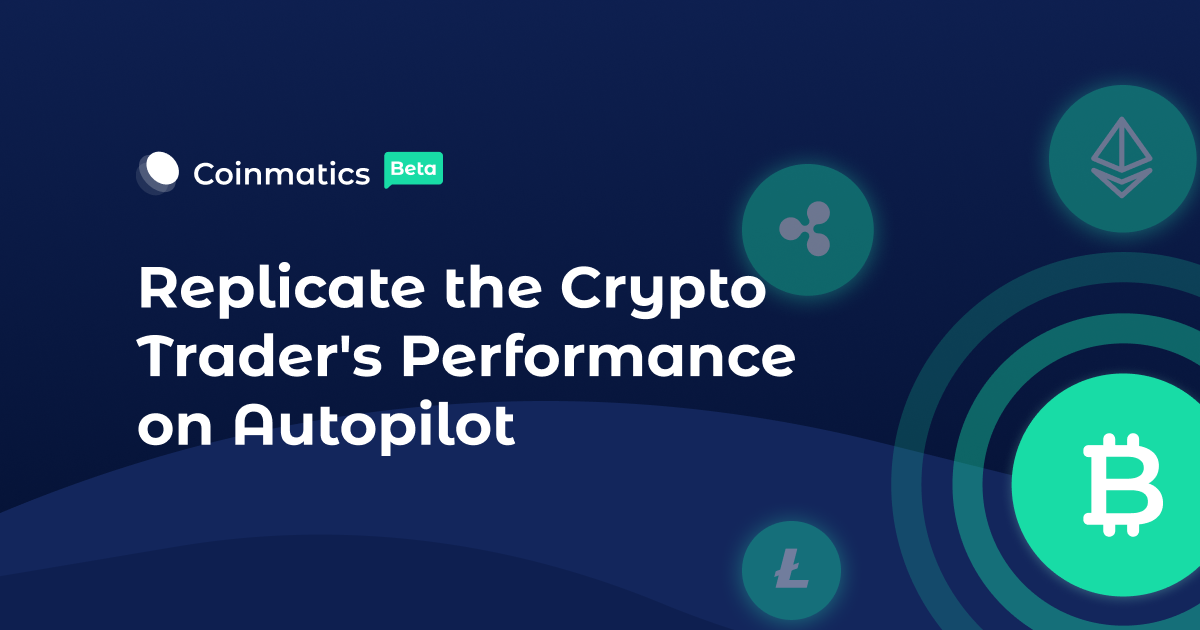 Coinmatics Beta
Replicate the Crypto
Trader's Performance
on Autopilot